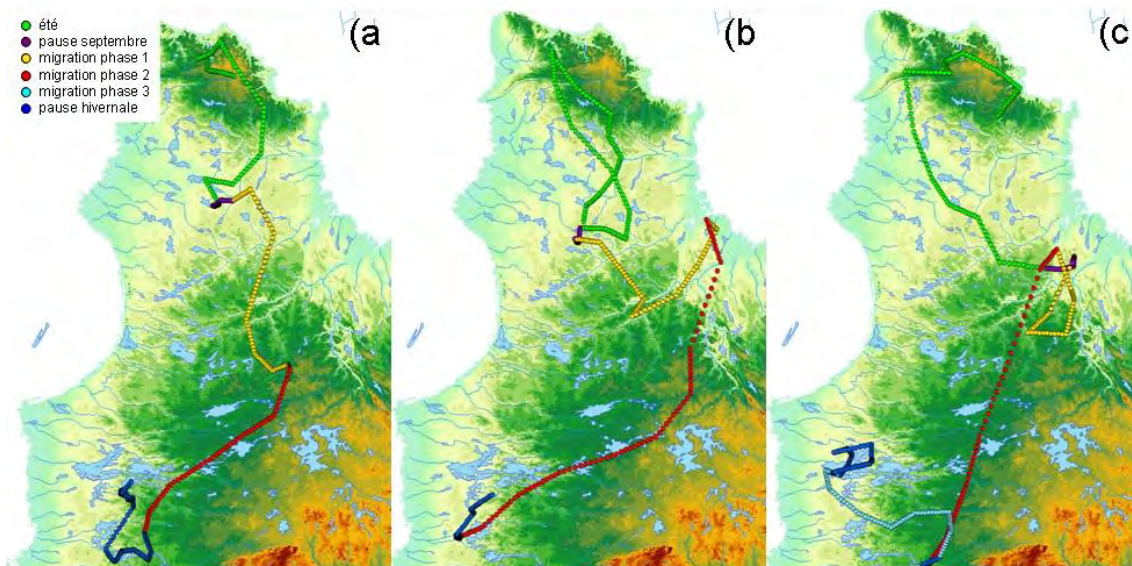 été
pause septembre
migration phase 1
migration phase 2
migration phase 3
pause hivernale
(a)
(b)
(c)